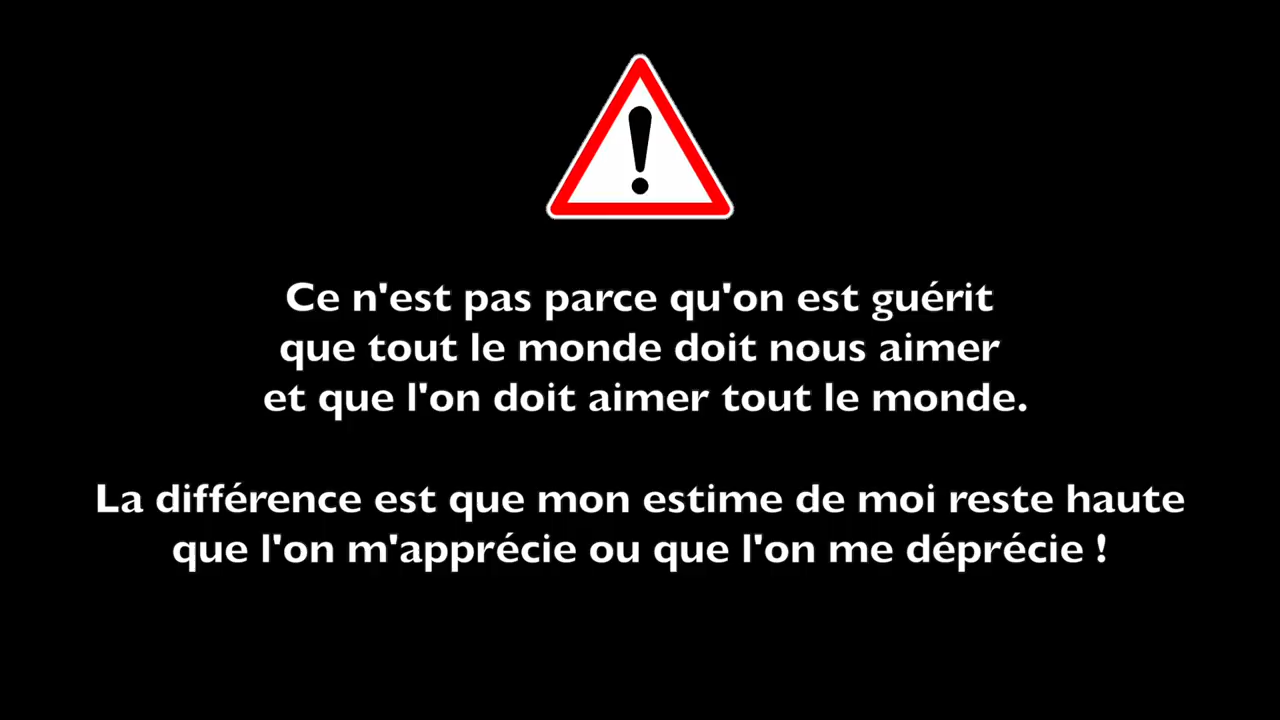 Ce n'est pas parce qu'on est guérit
que tout le monde doit nous aimer
et que l'on doit aimer tout le monde.
La différence est que mon estime de moi reste haute
que l'on m'apprécie ou que l'on me déprécie !